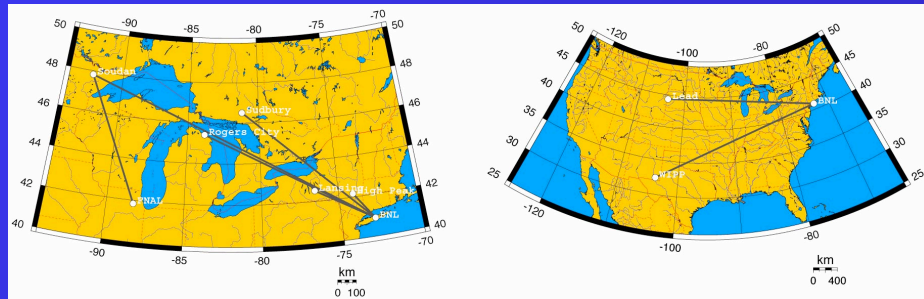 -90 -85 -80 -75 -70
50 50
48 48
46 46
44 44
42 42
40 40
-90 -85 -80 -75 -70
Soudan
Sudbury
Rogers City
Lansing
High Peak
FNAL
BNL
km
0 100
-120 -100 -80
50 50
45 45
40 40
35 35
30 30
25 25
-120 -100 -80
Lead
BNL
WIPP
km
0 400